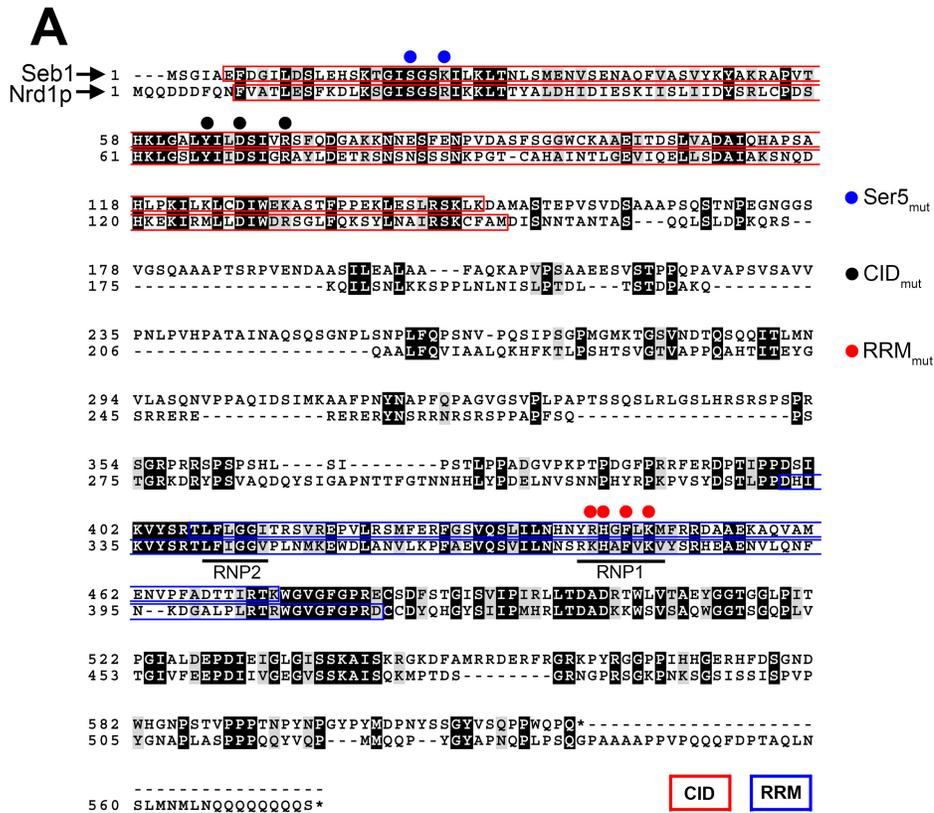 A
Seb1 1 ---MSGIAEFDGILDSLEHSKTGISGSKILKLTNLSMENVSENAQFVASVYKYAKRAPVT
Nrd1p 1 MQQDDDFQNFVATLESFKDLKSGISGSRIKKLTTYALDHIDIESKIISLIIDYSRLCPDS
58 HKLGALYILDSIVRSFQDGAKKNNESFENPVDASFSGGWCKAAEITDSLVADAIQHAPSA
61 HKLGSLYIIDSIGRAYLDETRSNSNSSSNKPGT-CAHAINTLGEVIQELLSDAIAKSNQD
118 HLPKILKLCDIWEKASTFPPEKLESLRSKLKDAMASTEPVSVDSAAAPSQSTNPEGNGGS
120 HKEKIRMLLDIWDRSGLFQKSYLNAIRSKCFAMDISNNTANTAS---QQLSLDPKQRS--
Ser5mut
178 VGSQAAAPTSRPVENDAASILEALAA---FAQKAPVPSAAEESVSTPPQPAVAPSVSAVV
175 -----------------KQILSNLKKSPPLNLNISLPTDL---TSTDPAKQ---------
CIDmut
235 PNLPVHPATAINAQSQSGNPLSNPLFQPSNV-PQSIPSGPMGMKTGSVNDTQSQQITLMN
206 ---------------------QAALFQVIAALQKHFKTLPSHTSVGTVAPPQAHTITEYG
RRMmut
294 VLASQNVPPAQIDSIMKAAFPNYNAPFQPAGVGSVPLPAPTSSQSLRLGSLHRSRSPSPR
245 SRRERE-----------RERERYNSRRNRSRSPPAPFSQ-------------------PS
354 SGRPRRSPSPSHL----SI--------PSTLPPADGVPKPTPDGFPRRFERDPTIPPDSI
275 TGRKDRYPSVAQDQYSIGAPNTTFGTNNHHLYPDELNVSNNPHYRPKPVSYDSTLPPDHI
402 KVYSRTLFLGGITRSVREPVLRSMFERFGSVQSLILNHNYRHGFLKMFRRDAAEKAQVAM
335 KVYSRTLFIGGVPLNMKEWDLANVLKPFAEVQSVILNNSRKHAFVKVYSRHEAENVLQNF
RNP2 RNP1
462 ENVPFADTTIRTKWGVGFGPRECSDFSTGISVIPIRLLTDADRTWLVTAEYGGTGGLPIT
395 N--KDGALPLRTRWGVGFGPRDCCDYQHGYSIIPMHRLTDADKKWSVSAQWGGTSGQPLV
522 PGIALDEPDIEIGLGISSKAISKRGKDFAMRRDERFRGRKPYRGGPPIHHGERHFDSGND
453 TGIVFEEPDIIVGEGVSSKAISQKMPTDS--------GRNGPRSGKPNKSGSISSISPVP
582 WHGNPSTVPPPTNPYNPGYPYMDPNYSSGYVSQPPWQPQ*--------------------
505 YGNAPLASPPPQQYVQP---MMQQP--YGYAPNQPLPSQGPAAAAPPVPQQQFDPTAQLN
-----------------
560 SLMNMLNQQQQQQQQS*
CID RRM